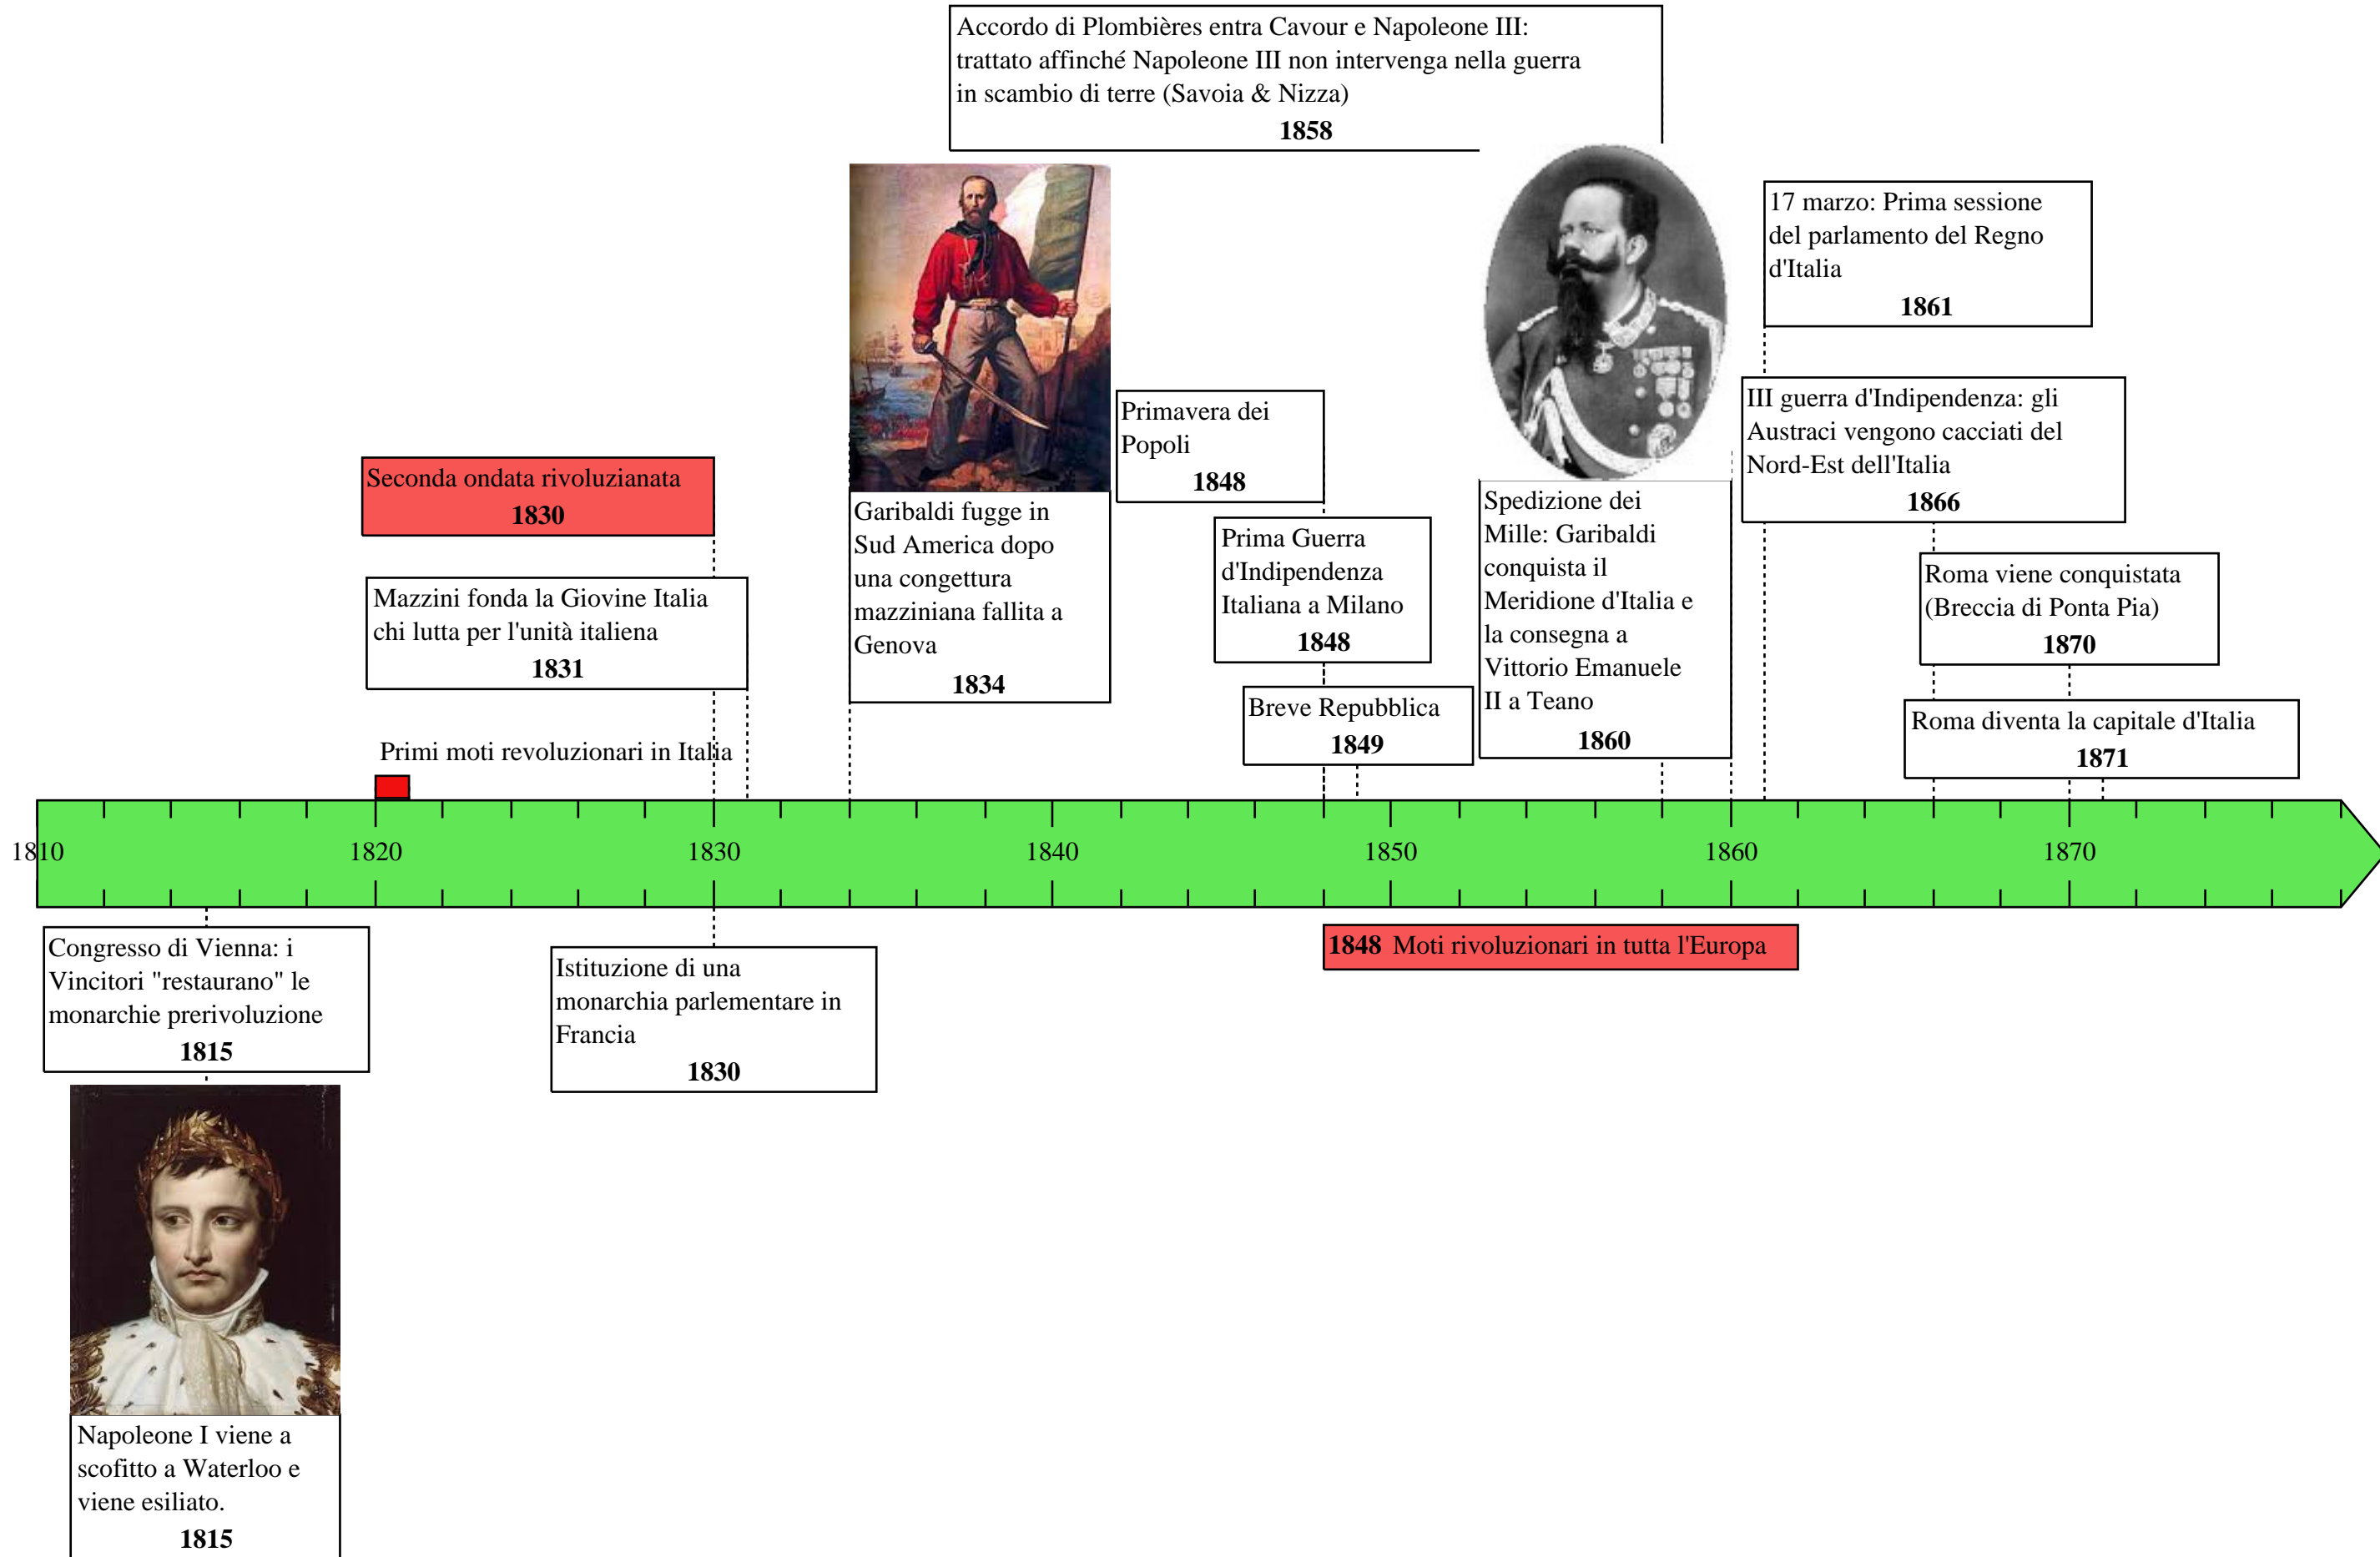 Accordo di Plombières entra Cavour e Napoleone III:
trattato affinché Napoleone III non intervenga nella guerra
in scambio di terre (Savoia & Nizza)
1858
17 marzo: Prima sessione
del parlamento del Regno
d'Italia
1861
III guerra d'Indipendenza: gli
Austraci vengono cacciati del
Nord-Est dell'Italia
1866
Primavera dei
Popoli
1848
Seconda ondata rivoluzianata
1830
Garibaldi fugge in
Sud America dopo
una congettura
mazziniana fallita a
Genova
1834
Prima Guerra
d'Indipendenza
Italiana a Milano
1848
Spedizione dei
Mille: Garibaldi
conquista il
Meridione d'Italia e
la consegna a
Vittorio Emanuele
II a Teano
1860
Roma viene conquistata
(Breccia di Ponta Pia)
1870
Mazzini fonda la Giovine Italia
chi lutta per l'unità italiena
1831
Breve Repubblica
1849
Roma diventa la capitale d'Italia
1871
Primi moti revoluzionari in Italia
1810
1820
1830
1840
1850
1860
1870
Congresso di Vienna: i
Vincitori "restaurano" le
monarchie prerivoluzione
1815
Istituzione di una
monarchia parlementare in
Francia
1830
1848 Moti rivoluzionari in tutta l'Europa
Napoleone I viene a
scofitto a Waterloo e
viene esiliato.
1815